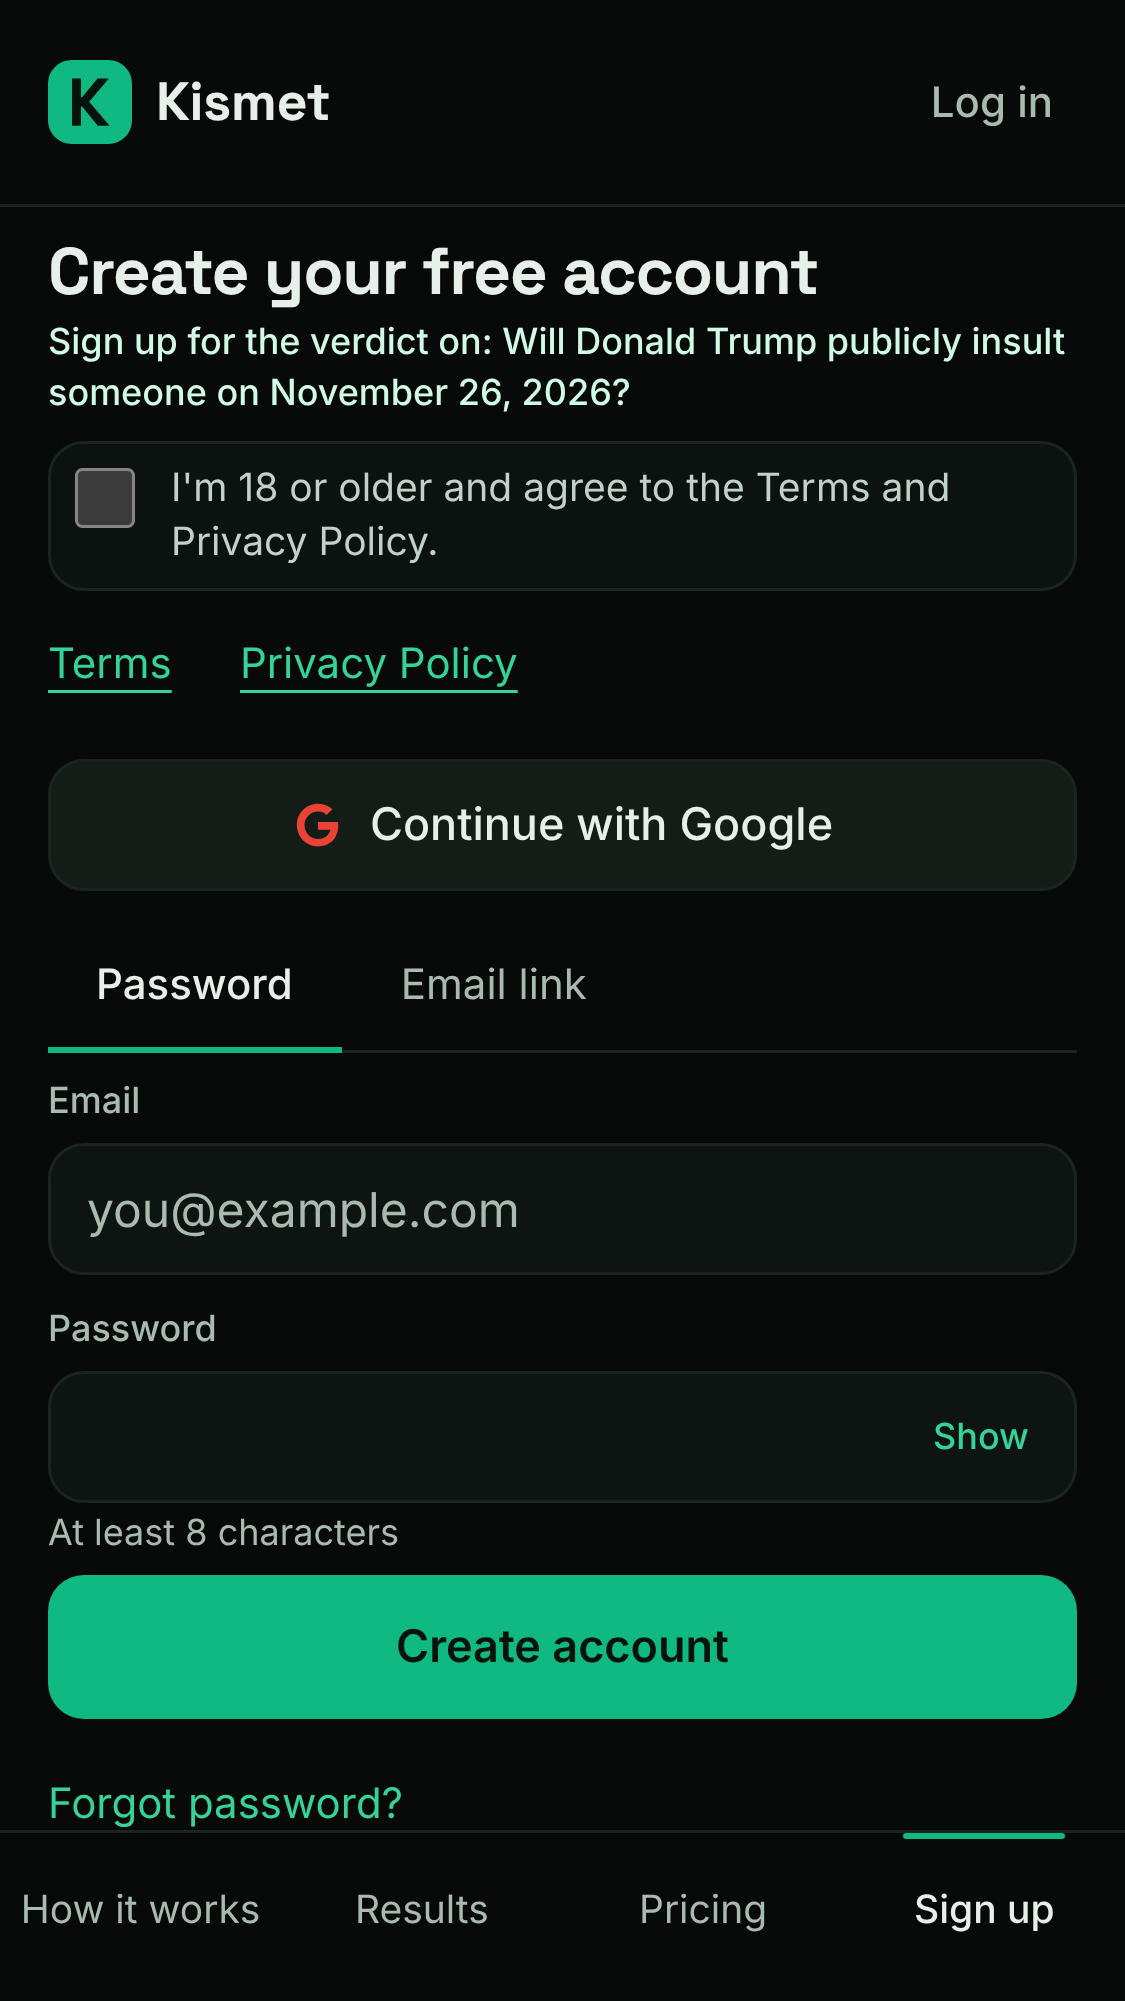 K Kismet
Log in
Create your free account
Sign up for the verdict on: Will Donald Trump publicly insult
someone on November 26, 2026?
I'm 18 or older and agree to the Terms and
Privacy Policy.
Terms Privacy Policy
G Continue with Google
Password Email link
Email
you@example.com
Password
Show
At least 8 characters
Create account
Forgot password?
How it works Results Pricing Sign up